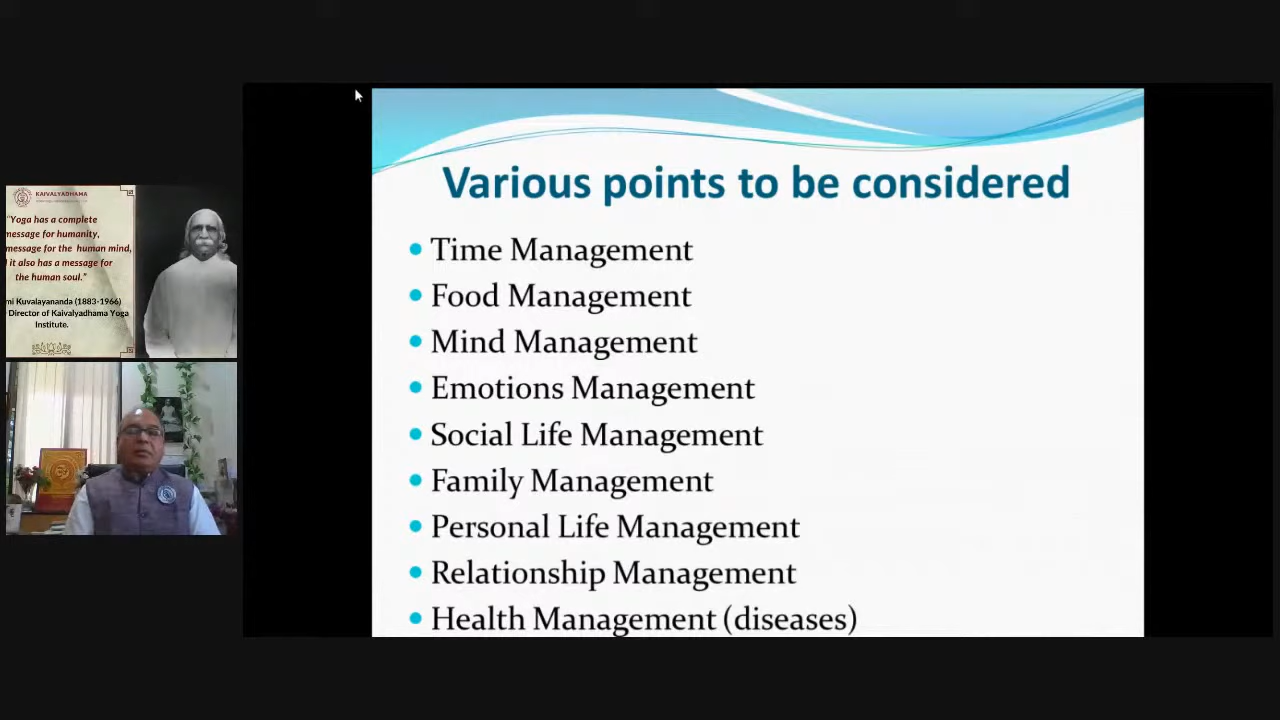 KAIVALYADHAMA
"Yoga has a complete
message for humanity,
message for the human mind,
it also has a message for
the human soul."
Kuvalayananda (1883-1966)
Director of Kaivalyadhama Yoga
Institute.
Various points to be considered
• Time Management
• Food Management
• Mind Management
• Emotions Management
• Social Life Management
• Family Management
• Personal Life Management
• Relationship Management
• Health Management (diseases)